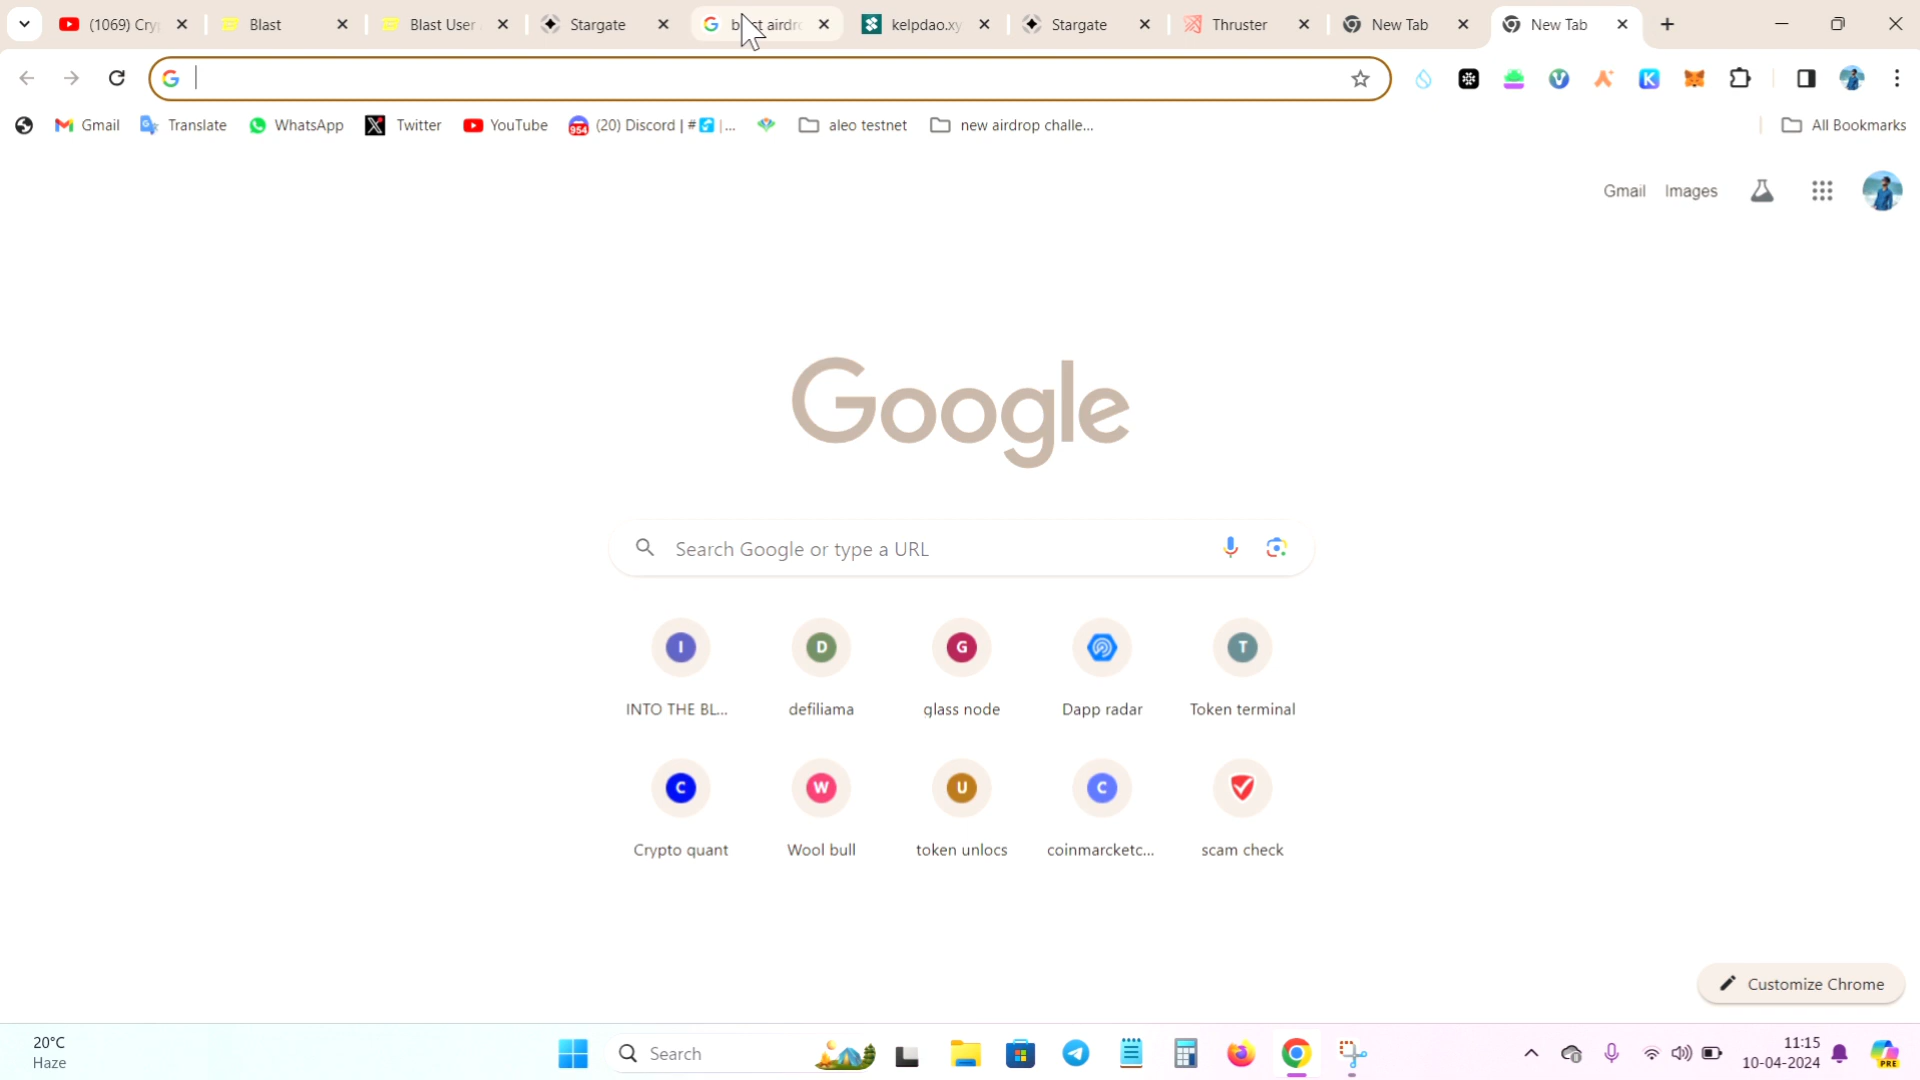 (1069) Cry
Blast
Blast User
Stargate
kelpdao.xy
Stargate
Thruster
New Tab
New Tab
Gmail
Translate
WhatsApp
Twitter
YouTube
(20) Discord | # | ...
aleo testnet
new airdrop challe...
All Bookmarks
Gmail
Images
Google
Search Google or type a URL
I
D
G
T
INTO THE BL...
defiliama
glass node
Dapp radar
Token terminal
C
W
U
C
Crypto quant
Wool bull
token unlocs
coinmarcketc...
scam check
Customize Chrome
20°C
Haze
Search
11:15
10-04-2024
PRE